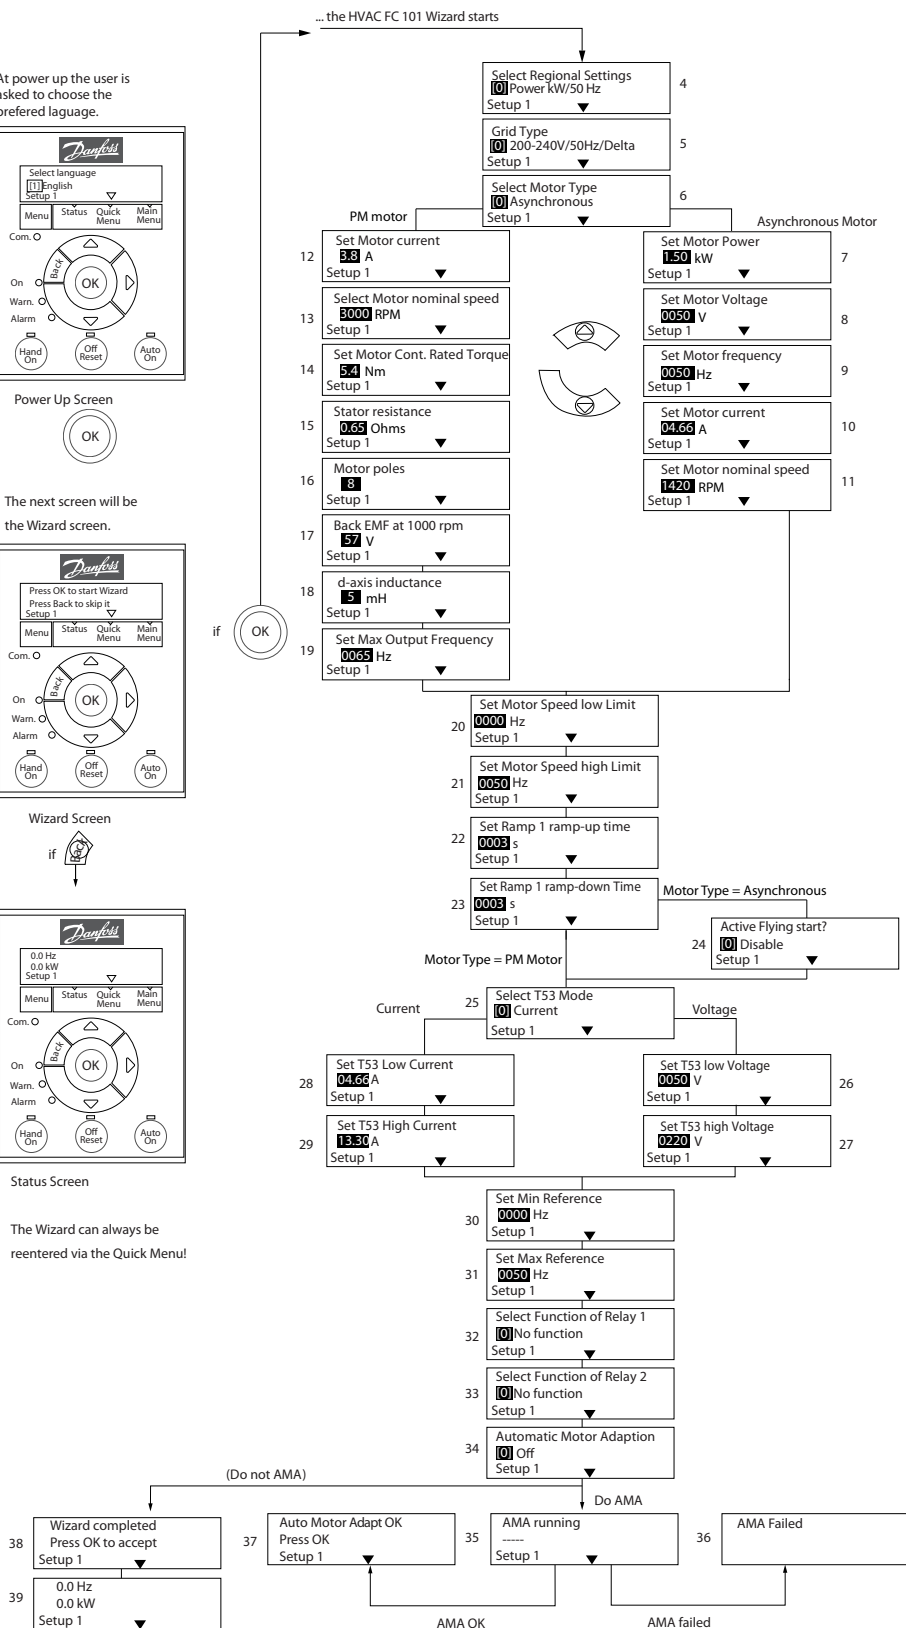 ... the HVAC FC 101 Wizard starts
At power up the user is
asked to choose the
prefered laguage.
Danfoss
Select language
[1] English
Setup 1
Menu
Status
Quick
Menu
Main
Menu
Com.
Back
OK
On
Warn.
Alarm
Hand
On
Off
Reset
Auto
On
Power Up Screen
OK
The next screen will be
the Wizard screen.
Danfoss
Press OK to start Wizard
Press Back to skip it
Setup 1
Menu
Status
Quick
Menu
Main
Menu
Com.
Back
OK
On
Warn.
Alarm
Hand
On
Off
Reset
Auto
On
Wizard Screen
if
Back
Danfoss
0.0 Hz
0.0 kW
Setup 1
Menu
Status
Quick
Menu
Main
Menu
Com.
Back
OK
On
Warn.
Alarm
Hand
On
Off
Reset
Auto
On
Status Screen
The Wizard can always be
reentered via the Quick Menu!
if
OK
Select Regional Settings
[0] Power kW/50 Hz
Setup 1
4
Grid Type
[0] 200-240V/50Hz/Delta
Setup 1
5
Select Motor Type
[0] Asynchronous
Setup 1
6
PM motor
Asynchronous Motor
12
Set Motor current
3.8 A
Setup 1
13
Select Motor nominal speed
3000 RPM
Setup 1
14
Set Motor Cont. Rated Torque
5.4 Nm
Setup 1
15
Stator resistance
0.65 Ohms
Setup 1
16
Motor poles
8
Setup 1
17
Back EMF at 1000 rpm
57 V
Setup 1
18
d-axis inductance
5 mH
Setup 1
19
Set Max Output Frequency
0065 Hz
Setup 1
Set Motor Power
1.50 kW
Setup 1
7
Set Motor Voltage
0050 V
Setup 1
8
Set Motor frequency
0050 Hz
Setup 1
9
Set Motor current
04.66 A
Setup 1
10
Set Motor nominal speed
1420 RPM
Setup 1
11
20
Set Motor Speed low Limit
0000 Hz
Setup 1
21
Set Motor Speed high Limit
0050 Hz
Setup 1
22
Set Ramp 1 ramp-up time
0003 s
Setup 1
23
Set Ramp 1 ramp-down Time
0003 s
Setup 1
Motor Type = Asynchronous
24
Active Flying start?
[0] Disable
Setup 1
Motor Type = PM Motor
25
Select T53 Mode
[0] Current
Setup 1
Current
Voltage
28
Set T53 Low Current
04.66 A
Setup 1
29
Set T53 High Current
13.30 A
Setup 1
Set T53 low Voltage
0050 V
Setup 1
26
Set T53 high Voltage
0220 V
Setup 1
27
30
Set Min Reference
0000 Hz
Setup 1
31
Set Max Reference
0050 Hz
Setup 1
32
Select Function of Relay 1
[0] No function
Setup 1
33
Select Function of Relay 2
[0] No function
Setup 1
34
Automatic Motor Adaption
[0] Off
Setup 1
(Do not AMA)
Do AMA
38
Wizard completed
Press OK to accept
Setup 1
39
0.0 Hz
0.0 kW
Setup 1
37
Auto Motor Adapt OK
Press OK
Setup 1
35
AMA running
-----
Setup 1
36
AMA Failed
AMA OK
AMA failed